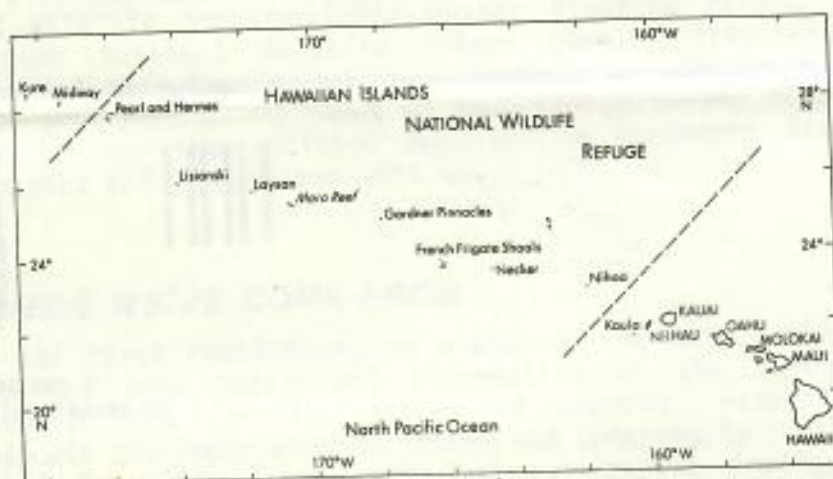 170°
160°W
Kure
Midway
Pearl and Hermes
HAWAIIAN ISLANDS
NATIONAL WILDLIFE
REFUGE
28°
N
Lisianski
Laysan
Maro Reef
Gardner Pinnacles
French Frigate Shoals
Necker
Nihoa
24°
24°
Kaula
NIIHAU
KAUAI
OAHU
MOLOKAI
MAUI
HAWAII
20°
N
North Pacific Ocean
170°W
160°W